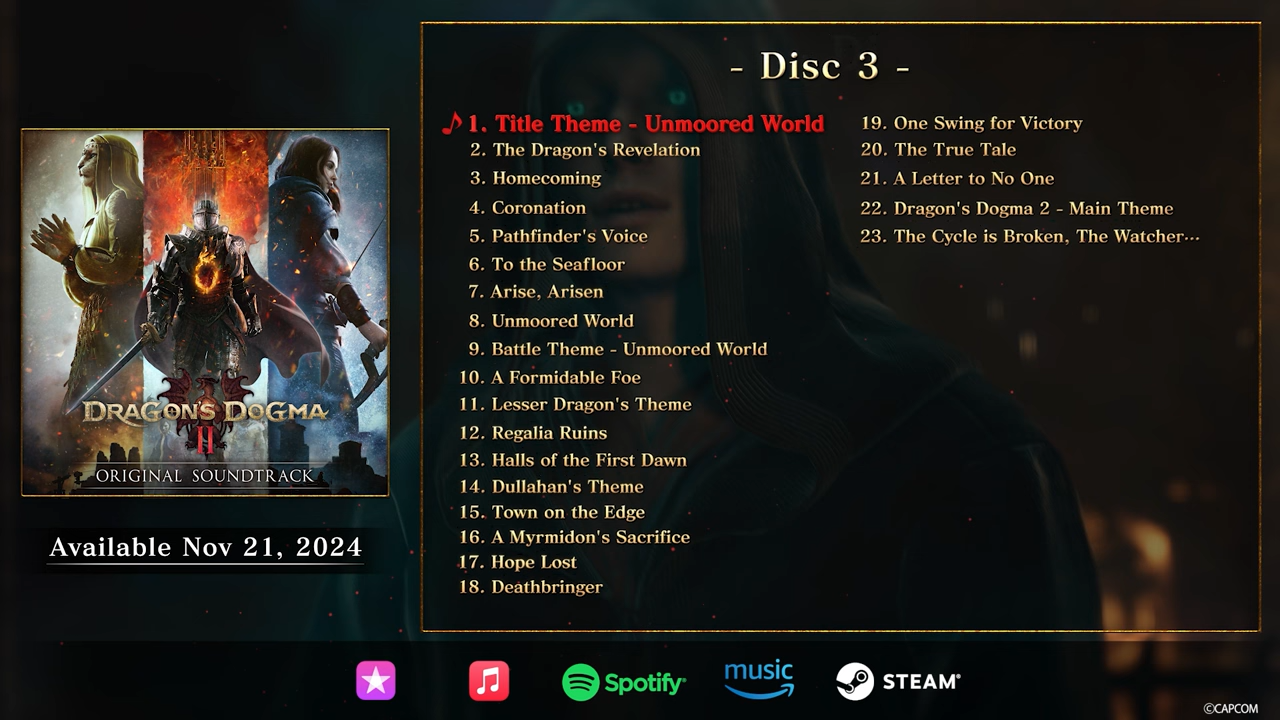 DRAGON'S DOGMA
II
ORIGINAL SOUNDTRACK
Available Nov 21, 2024
- Disc 3 -
1. Title Theme - Unmoored World
2. The Dragon's Revelation
3. Homecoming
4. Coronation
5. Pathfinder's Voice
6. To the Seafloor
7. Arise, Arisen
8. Unmoored World
9. Battle Theme - Unmoored World
10. A Formidable Foe
11. Lesser Dragon's Theme
12. Regalia Ruins
13. Halls of the First Dawn
14. Dullahan's Theme
15. Town on the Edge
16. A Myrmidon's Sacrifice
17. Hope Lost
18. Deathbringer
19. One Swing for Victory
20. The True Tale
21. A Letter to No One
22. Dragon's Dogma 2 - Main Theme
23. The Cycle is Broken, The Watcher…
Spotify
music
STEAM
©CAPCOM